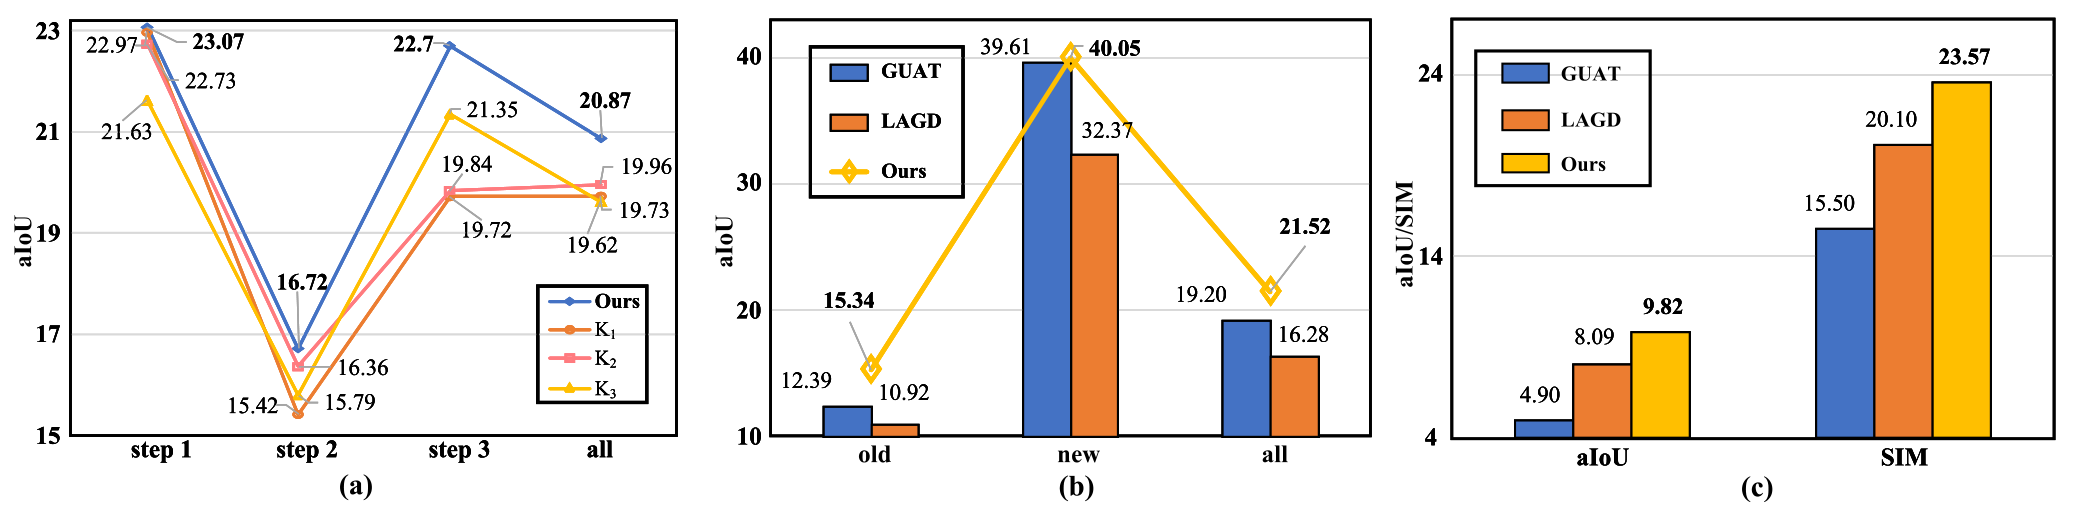 23
21
19
17
15
aIoU
22.97
23.07
22.73
21.63
16.72
15.42
15.79
16.36
22.7
21.35
19.84
19.72
20.87
19.96
19.73
19.62
Ours
K₁
K₂
K₃
step 1
step 2
step 3
all
(a)
40
30
20
10
aIoU
GUAT
LAGD
Ours
39.61
40.05
32.37
15.34
12.39
10.92
21.52
19.20
16.28
old
new
all
(b)
24
14
4
aIoU/SIM
GUAT
LAGD
Ours
4.90
8.09
9.82
15.50
20.10
23.57
aIoU
SIM
(c)